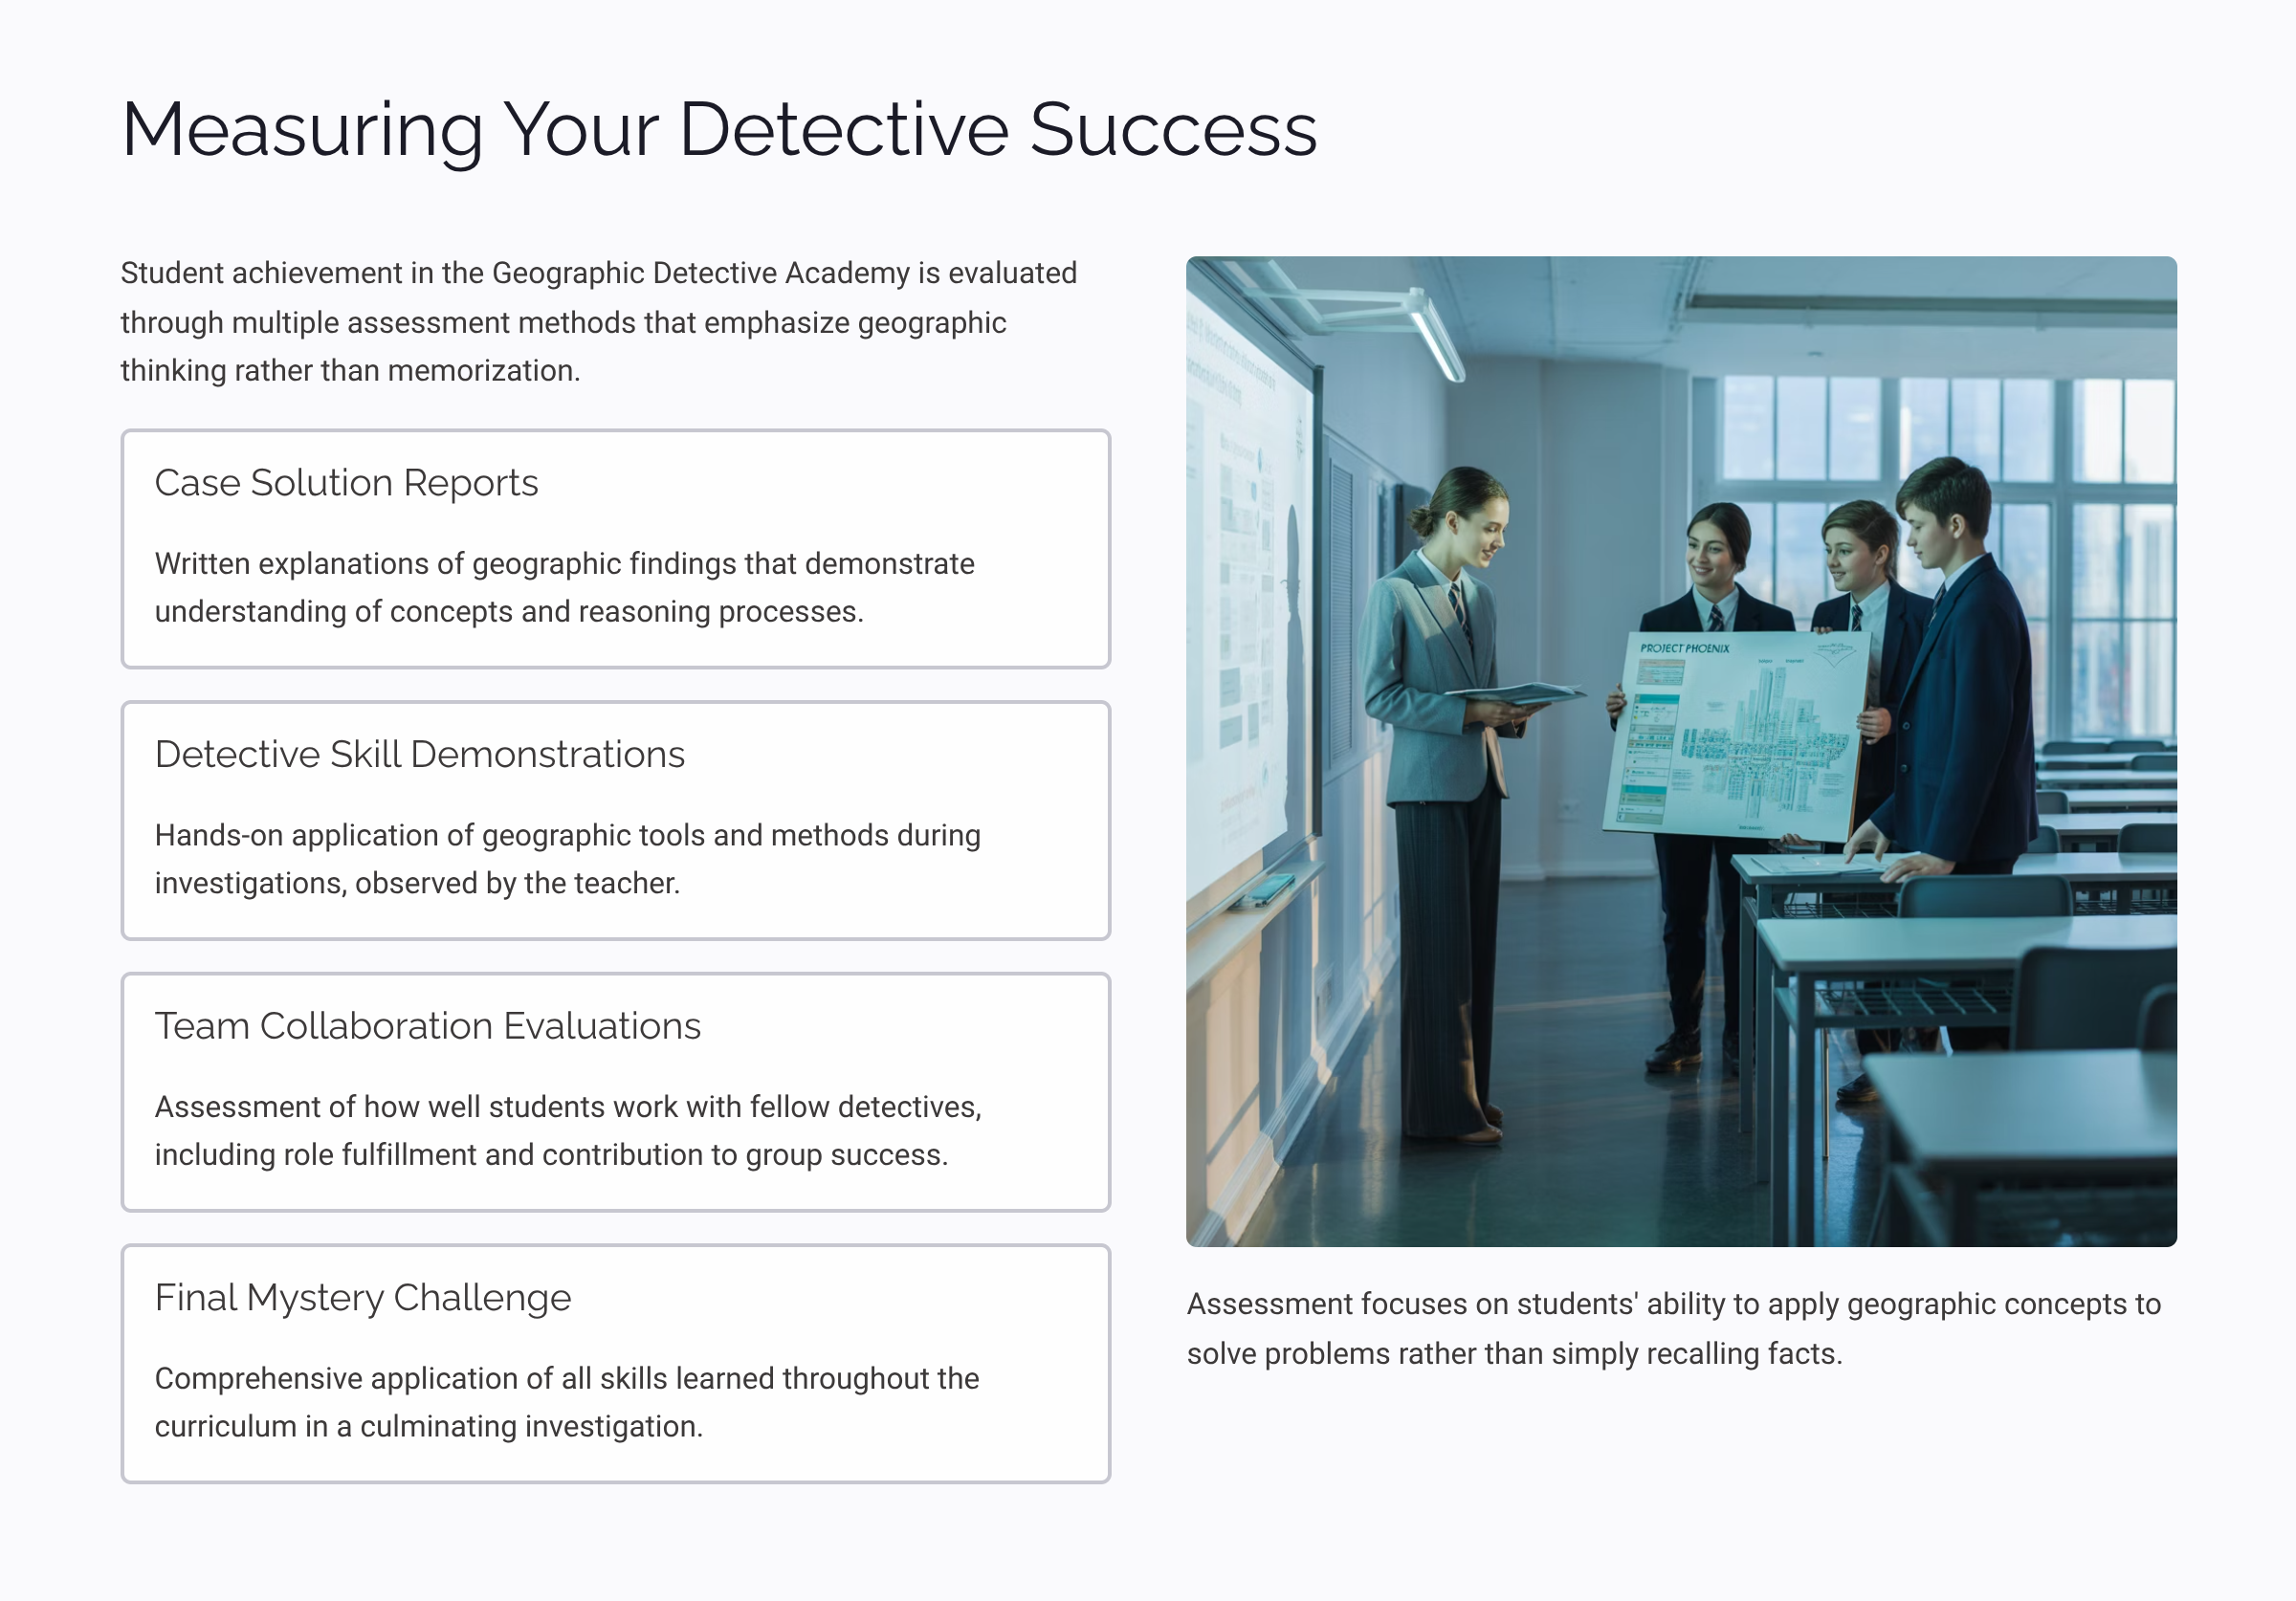 Measuring Your Detective Success
Student achievement in the Geographic Detective Academy is evaluated
through multiple assessment methods that emphasize geographic
thinking rather than memorization.
Case Solution Reports
Written explanations of geographic findings that demonstrate
understanding of concepts and reasoning processes.
Detective Skill Demonstrations
Hands-on application of geographic tools and methods during
investigations, observed by the teacher.
Team Collaboration Evaluations
Assessment of how well students work with fellow detectives,
including role fulfillment and contribution to group success.
Final Mystery Challenge
Comprehensive application of all skills learned throughout the
curriculum in a culminating investigation.
PROJECT PHOENIX
Assessment focuses on students' ability to apply geographic concepts to
solve problems rather than simply recalling facts.